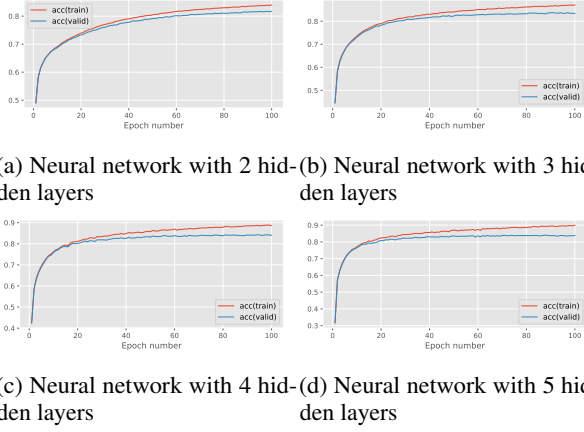 acc(train)
acc(valid)
0.8
0.7
0.6
0.5
0 20 40 60 80 100
Epoch number
0.8
0.7
0.6
0.5
0 20 40 60 80 100
Epoch number
acc(train)
acc(valid)
(a) Neural network with 2 hid-
den layers
(b) Neural network with 3 hid
den layers
0.9
0.8
0.7
0.6
0.5
0.4
0 20 40 60 80 100
Epoch number
acc(train)
acc(valid)
0.9
0.8
0.7
0.6
0.5
0.4
0.3
0 20 40 60 80 100
Epoch number
acc(train)
acc(valid)
(c) Neural network with 4 hid-
den layers
(d) Neural network with 5 hid
den layers